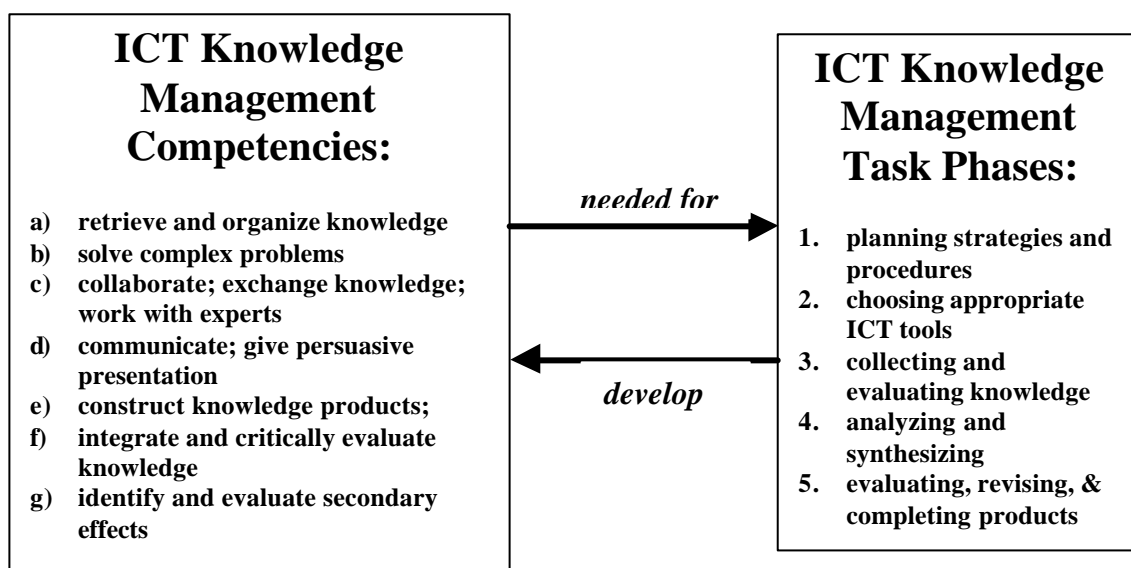 ICT Knowledge
Management
Competencies:
a) retrieve and organize knowledge
b) solve complex problems
c) collaborate; exchange knowledge;
work with experts
d) communicate; give persuasive
presentation
e) construct knowledge products;
f) integrate and critically evaluate
knowledge
g) identify and evaluate secondary
effects
needed for
develop
ICT Knowledge
Management
Task Phases:
1. planning strategies and
procedures
2. choosing appropriate
ICT tools
3. collecting and
evaluating knowledge
4. analyzing and
synthesizing
5. evaluating, revising, &
completing products